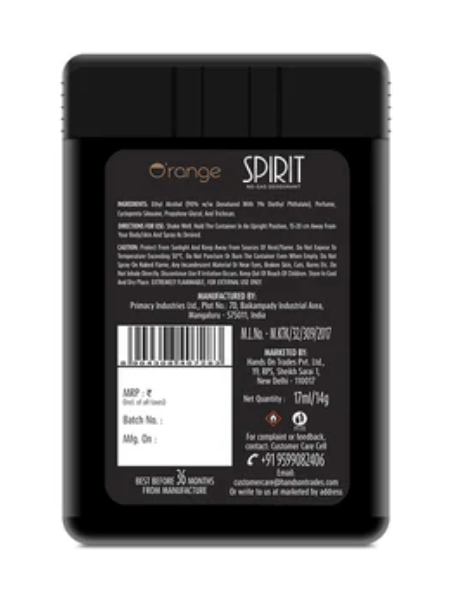 O'range SPIRIT
NO GAS DEODORANT
INGREDIENTS: Ethyl Alcohol (90% w/w Denatured With 1% Diethyl Phthalate), Perfume,
Cyclopenta Siloxane, Propylene Glycol, And Triclosan.
DIRECTIONS FOR USE: Shake Well. Hold The Container In An Upright Position, 15-20 cm Away From
Your Body/Skin And Spray As Desired.
CAUTION: Protect From Sunlight And Keep Away From Sources Of Heat/flame. Do Not Expose To
Temperature Exceeding 50°C. Do Not Puncture Or Burn The Container Even When Empty. Do Not
Spray On Naked Flame, Any Incandescent Material Or Near Eyes, Broken Skin, Cuts, Burns Etc. Do
Not Inhale Directly. Discontinue Use If Irritation Occurs. Keep Out Of Reach Of Children. Store In Cool
And Dry Place. EXTREMELY FLAMMABLE, FOR EXTERNAL USE ONLY.
MANUFACTURED BY:
Primacy Industries Ltd., Plot No.: 7D, Baikampady Industrial Area,
Mangaluru - 575011, India
M.L.No. - N.KTK/32/309/2017
MARKETED BY:
Hands On Trades Pvt. Ltd.,
Sheikh Sarai 1,
New Delhi - 110017
Net Quantity : 17ml/14g
MRP : ₹
(incl. of all taxes)
Batch No. :
Mfg. On :
BEST BEFORE 36 MONTHS
FROM MANUFACTURE
For complaint or feedback,
contact: Customer Care Cell
+91 9599082406
Email:
customercare@handsontrades.com
Or write to us at marketed by address